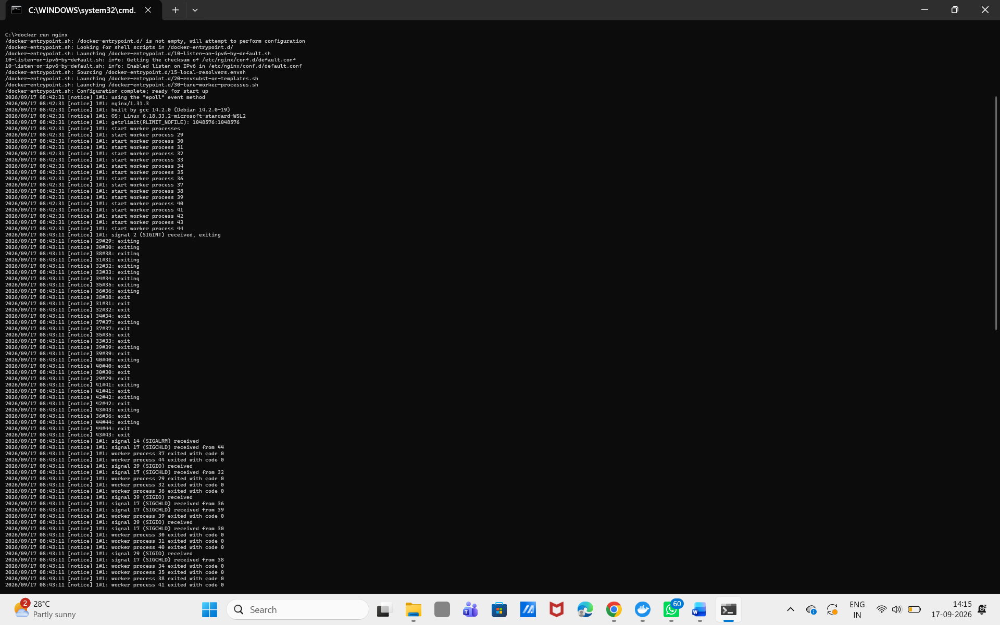 C:\WINDOWS\system32\cmd.
C:\>docker run nginx
/docker-entrypoint.sh: /docker-entrypoint.d/ is not empty, will attempt to perform configuration
/docker-entrypoint.sh: Looking for shell scripts in /docker-entrypoint.d/
/docker-entrypoint.sh: Launching /docker-entrypoint.d/10-listen-on-ipv6-by-default.sh
10-listen-on-ipv6-by-default.sh: info: Getting the checksum of /etc/nginx/conf.d/default.conf
10-listen-on-ipv6-by-default.sh: info: Enabled listen on IPv6 in /etc/nginx/conf.d/default.conf
/docker-entrypoint.sh: Sourcing /docker-entrypoint.d/15-local-resolvers.envsh
/docker-entrypoint.sh: Launching /docker-entrypoint.d/20-envsubst-on-templates.sh
/docker-entrypoint.sh: Launching /docker-entrypoint.d/30-tune-worker-processes.sh
/docker-entrypoint.sh: Configuration complete; ready for start up
2026/09/17 08:42:31 [notice] 1#1: using the "epoll" event method
2026/09/17 08:42:31 [notice] 1#1: nginx/1.31.3
2026/09/17 08:42:31 [notice] 1#1: built by gcc 14.2.0 (Debian 14.2.0-19)
2026/09/17 08:42:31 [notice] 1#1: OS: Linux 6.18.33.2-microsoft-standard-WSL2
2026/09/17 08:42:31 [notice] 1#1: getrlimit(RLIMIT_NOFILE): 1048576:1048576
2026/09/17 08:42:31 [notice] 1#1: start worker processes
2026/09/17 08:42:31 [notice] 1#1: start worker process 29
2026/09/17 08:42:31 [notice] 1#1: start worker process 30
2026/09/17 08:42:31 [notice] 1#1: start worker process 31
2026/09/17 08:42:31 [notice] 1#1: start worker process 32
2026/09/17 08:42:31 [notice] 1#1: start worker process 33
2026/09/17 08:42:31 [notice] 1#1: start worker process 34
2026/09/17 08:42:31 [notice] 1#1: start worker process 35
2026/09/17 08:42:31 [notice] 1#1: start worker process 36
2026/09/17 08:42:31 [notice] 1#1: start worker process 37
2026/09/17 08:42:31 [notice] 1#1: start worker process 38
2026/09/17 08:42:31 [notice] 1#1: start worker process 39
2026/09/17 08:42:31 [notice] 1#1: start worker process 40
2026/09/17 08:42:31 [notice] 1#1: start worker process 41
2026/09/17 08:42:31 [notice] 1#1: start worker process 42
2026/09/17 08:42:31 [notice] 1#1: start worker process 43
2026/09/17 08:42:31 [notice] 1#1: start worker process 44
2026/09/17 08:43:11 [notice] 1#1: signal 2 (SIGINT) received, exiting
2026/09/17 08:43:11 [notice] 29#29: exiting
2026/09/17 08:43:11 [notice] 30#30: exiting
2026/09/17 08:43:11 [notice] 38#38: exiting
2026/09/17 08:43:11 [notice] 31#31: exiting
2026/09/17 08:43:11 [notice] 32#32: exiting
2026/09/17 08:43:11 [notice] 33#33: exiting
2026/09/17 08:43:11 [notice] 34#34: exiting
2026/09/17 08:43:11 [notice] 35#35: exiting
2026/09/17 08:43:11 [notice] 36#36: exiting
2026/09/17 08:43:11 [notice] 38#38: exit
2026/09/17 08:43:11 [notice] 31#31: exit
2026/09/17 08:43:11 [notice] 32#32: exit
2026/09/17 08:43:11 [notice] 34#34: exit
2026/09/17 08:43:11 [notice] 37#37: exiting
2026/09/17 08:43:11 [notice] 37#37: exit
2026/09/17 08:43:11 [notice] 35#35: exit
2026/09/17 08:43:11 [notice] 33#33: exit
2026/09/17 08:43:11 [notice] 39#39: exiting
2026/09/17 08:43:11 [notice] 39#39: exit
2026/09/17 08:43:11 [notice] 40#40: exiting
2026/09/17 08:43:11 [notice] 40#40: exit
2026/09/17 08:43:11 [notice] 30#30: exit
2026/09/17 08:43:11 [notice] 29#29: exit
2026/09/17 08:43:11 [notice] 41#41: exiting
2026/09/17 08:43:11 [notice] 41#41: exit
2026/09/17 08:43:11 [notice] 42#42: exiting
2026/09/17 08:43:11 [notice] 42#42: exit
2026/09/17 08:43:11 [notice] 43#43: exiting
2026/09/17 08:43:11 [notice] 36#36: exit
2026/09/17 08:43:11 [notice] 44#44: exiting
2026/09/17 08:43:11 [notice] 44#44: exit
2026/09/17 08:43:11 [notice] 43#43: exit
2026/09/17 08:43:11 [notice] 1#1: signal 14 (SIGALRM) received
2026/09/17 08:43:11 [notice] 1#1: signal 17 (SIGCHLD) received from 44
2026/09/17 08:43:11 [notice] 1#1: worker process 37 exited with code 0
2026/09/17 08:43:11 [notice] 1#1: worker process 44 exited with code 0
2026/09/17 08:43:11 [notice] 1#1: signal 29 (SIGIO) received
2026/09/17 08:43:11 [notice] 1#1: signal 17 (SIGCHLD) received from 32
2026/09/17 08:43:11 [notice] 1#1: worker process 29 exited with code 0
2026/09/17 08:43:11 [notice] 1#1: worker process 32 exited with code 0
2026/09/17 08:43:11 [notice] 1#1: worker process 36 exited with code 0
2026/09/17 08:43:11 [notice] 1#1: signal 29 (SIGIO) received
2026/09/17 08:43:11 [notice] 1#1: signal 17 (SIGCHLD) received from 36
2026/09/17 08:43:11 [notice] 1#1: signal 17 (SIGCHLD) received from 39
2026/09/17 08:43:11 [notice] 1#1: worker process 39 exited with code 0
2026/09/17 08:43:11 [notice] 1#1: signal 29 (SIGIO) received
2026/09/17 08:43:11 [notice] 1#1: signal 17 (SIGCHLD) received from 30
2026/09/17 08:43:11 [notice] 1#1: worker process 30 exited with code 0
2026/09/17 08:43:11 [notice] 1#1: worker process 31 exited with code 0
2026/09/17 08:43:11 [notice] 1#1: worker process 40 exited with code 0
2026/09/17 08:43:11 [notice] 1#1: signal 29 (SIGIO) received
2026/09/17 08:43:11 [notice] 1#1: signal 17 (SIGCHLD) received from 38
2026/09/17 08:43:11 [notice] 1#1: worker process 34 exited with code 0
2026/09/17 08:43:11 [notice] 1#1: worker process 35 exited with code 0
2026/09/17 08:43:11 [notice] 1#1: worker process 38 exited with code 0
2026/09/17 08:43:11 [notice] 1#1: worker process 41 exited with code 0
2
28°C
Partly sunny
Search
60
ENG
IN
14:15
17-09-2026